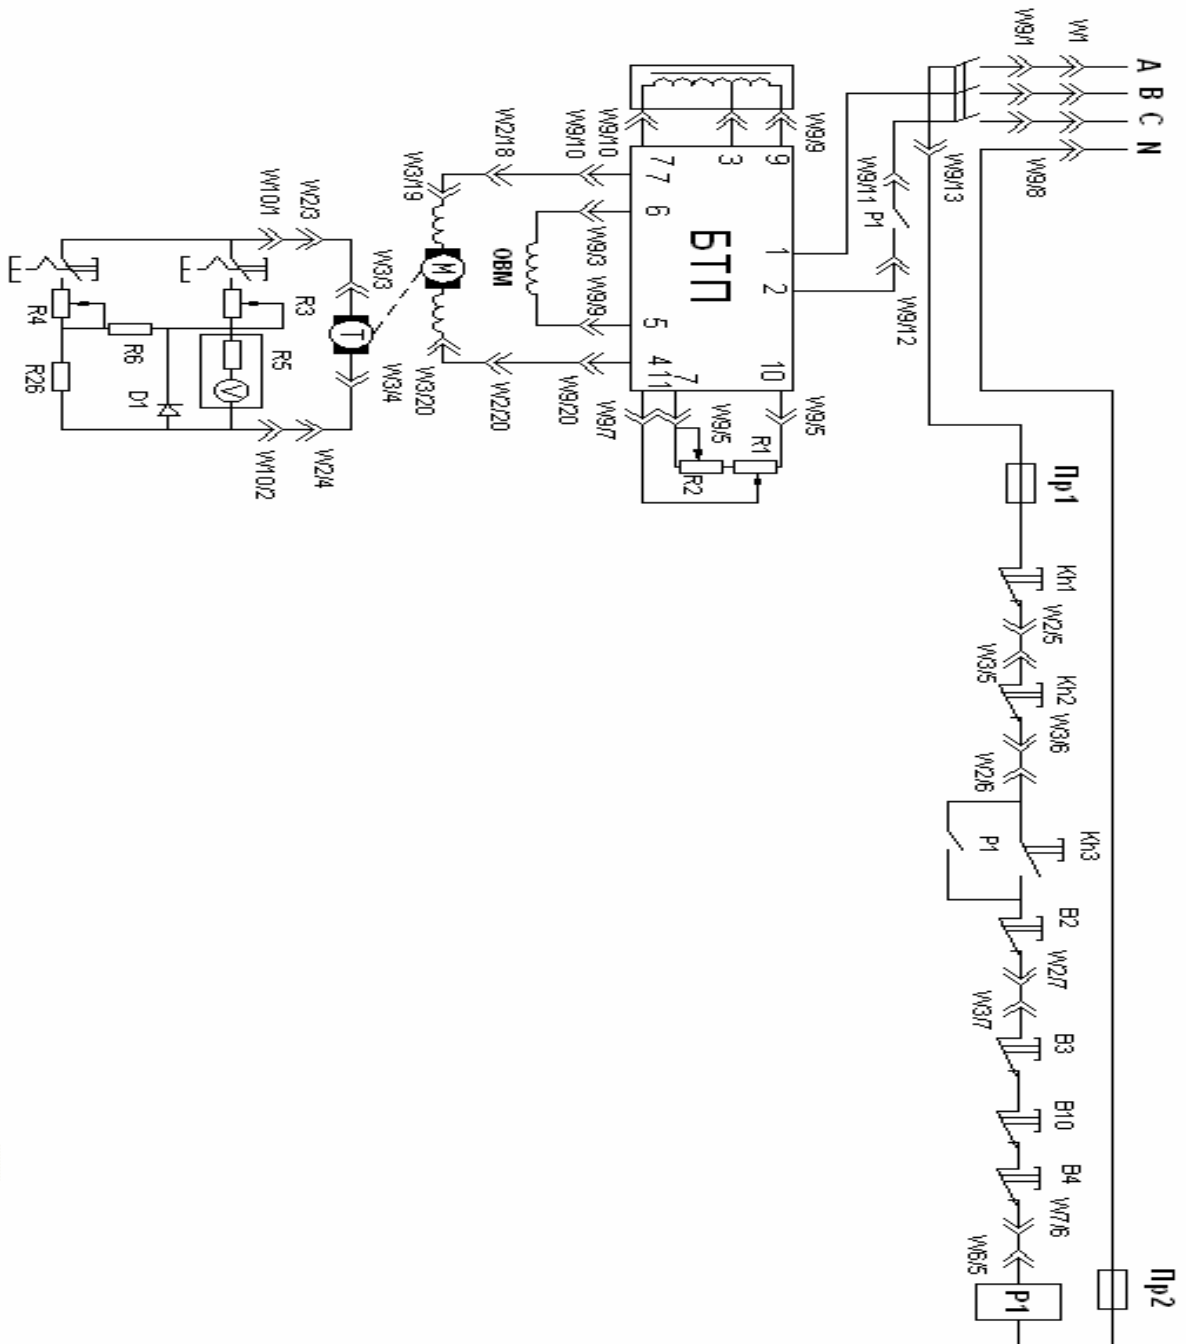 A
B
C
N
W1
W9/1
W9/8
Пр1
Пр2
Kh1
Kh2
Kh3
B2
B3
B10
B4
W2/5
W3/6
W2/7
W7/6
W3/5
W2/6
P1
W3/7
W6/5
P1
W9/13
W9/12
W9/11
P1
W9/9
9
3
7
1
2
10
БТП
7
6
5
4
11
7
W9/5
R1
W9/5
R2
W9/7
W9/10
W9/10
W2/18
W9/3
W9/9
ОВМ
W9/20
W2/20
W3/19
M
W3/20
W3/3
T
W3/4
W2/3
W10/1
W2/4
W10/2
R3
R5
V
D1
R6
R4
R26